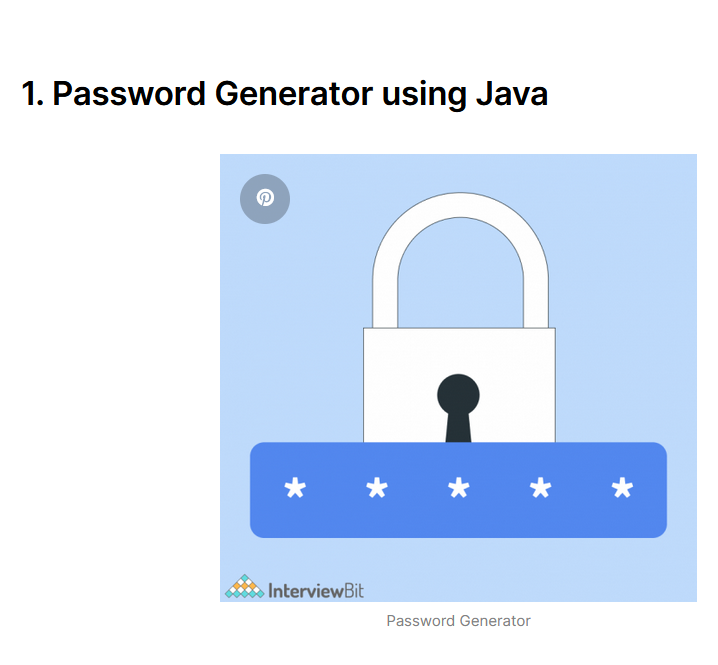 1. Password Generator using Java
* * * * *
InterviewBit
Password Generator